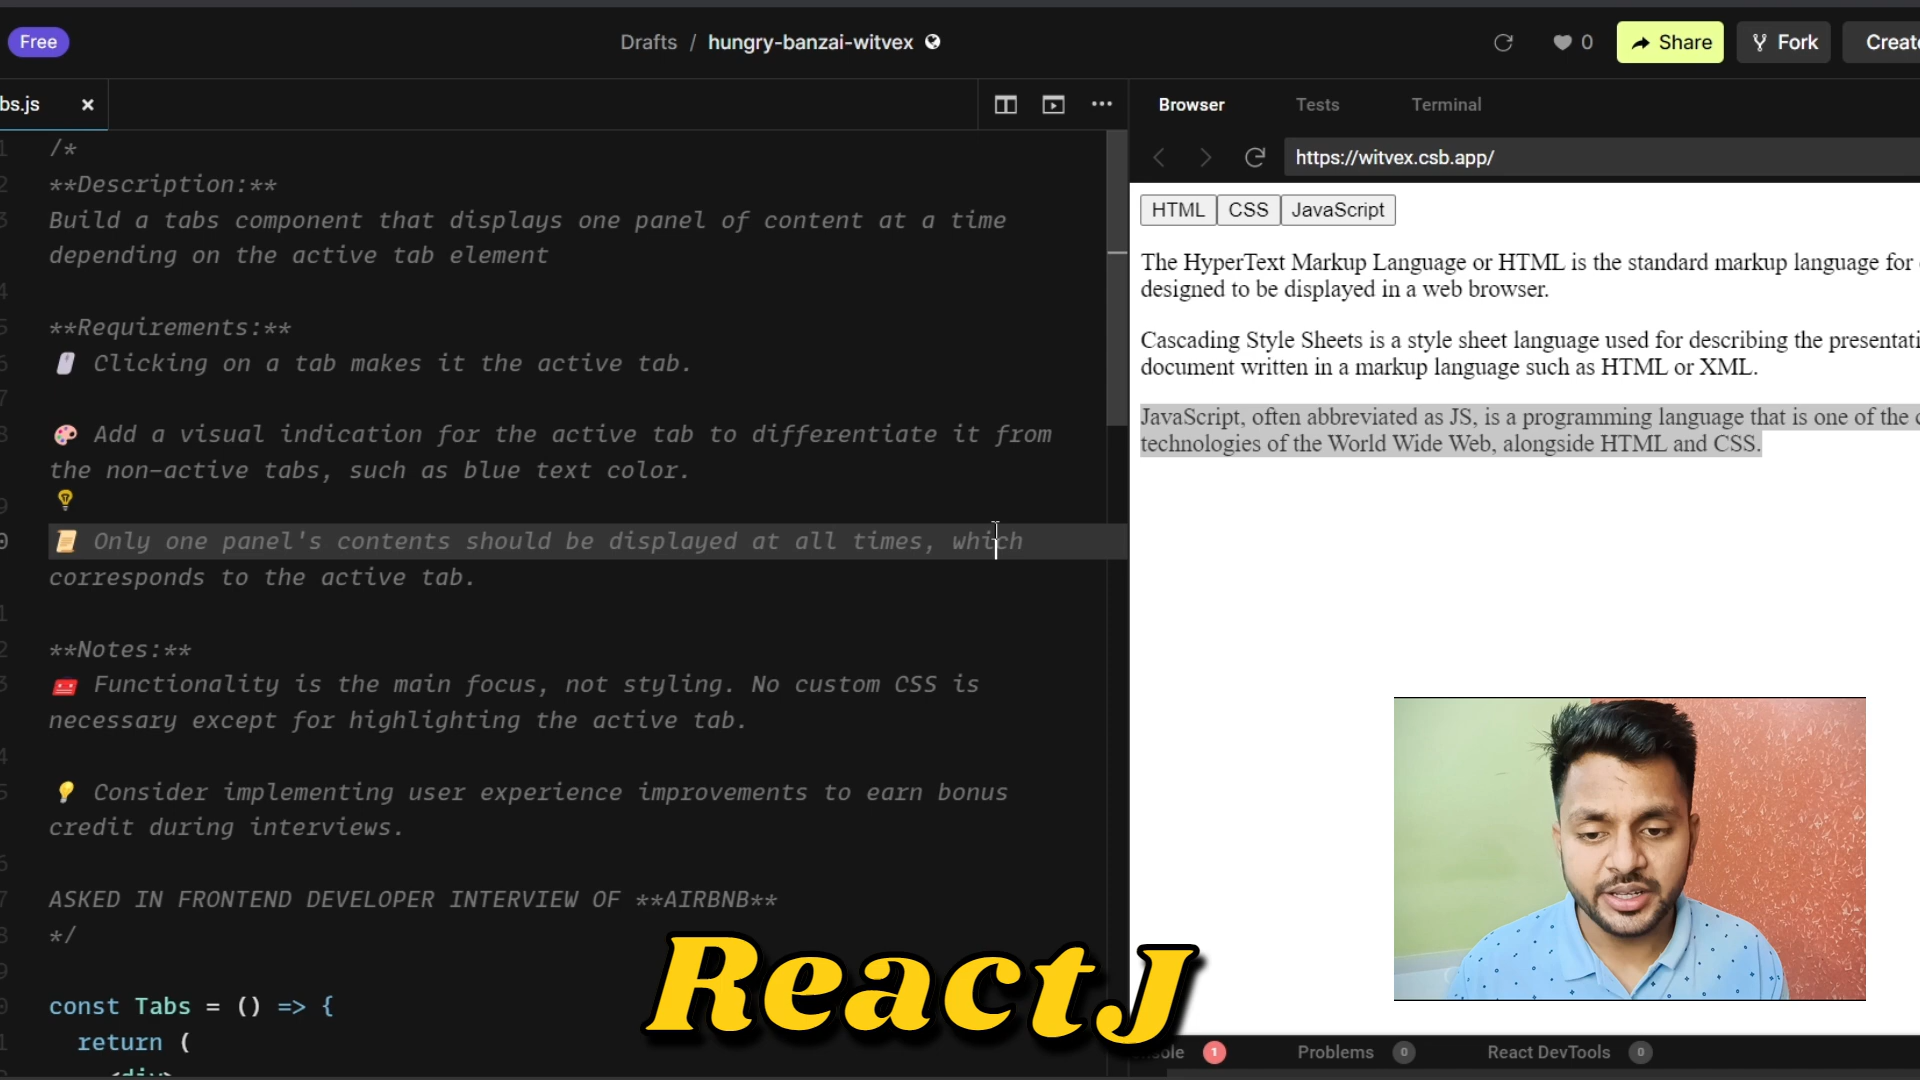 Free
Drafts / hungry-banzai-witvex
0
Share
Fork
bs.js
Browser
Tests
Terminal
https://witvex.csb.app/
/*
**Description:**
Build a tabs component that displays one panel of content at a time
depending on the active tab element
**Requirements:**
Clicking on a tab makes it the active tab.
Add a visual indication for the active tab to differentiate it from
the non-active tabs, such as blue text color.
Only one panel's contents should be displayed at all times, which
corresponds to the active tab.
**Notes:**
Functionality is the main focus, not styling. No custom CSS is
necessary except for highlighting the active tab.
Consider implementing user experience improvements to earn bonus
credit during interviews.
ASKED IN FRONTEND DEVELOPER INTERVIEW OF **AIRBNB**
*/
const Tabs = () => {
return (
<div>
HTML CSS JavaScript
The HyperText Markup Language or HTML is the standard markup language for
designed to be displayed in a web browser.
Cascading Style Sheets is a style sheet language used for describing the presentati
document written in a markup language such as HTML or XML.
JavaScript, often abbreviated as JS, is a programming language that is one of the
technologies of the World Wide Web, alongside HTML and CSS.
ReactJ
1
Problems 0
React DevTools 0